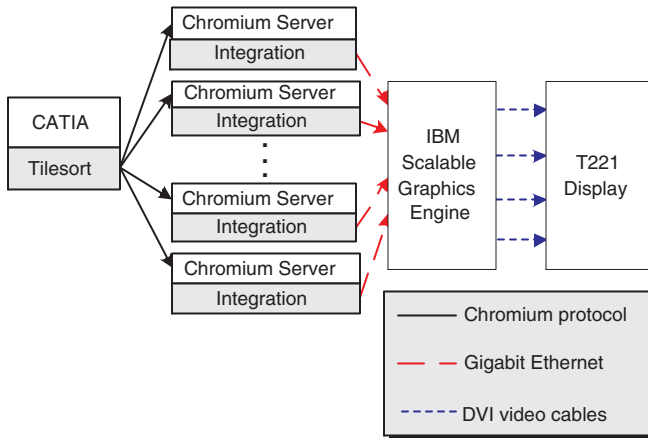 Chromium Server
Integration
Chromium Server
Integration
CATIA
Tilesort
Chromium Server
Integration
Chromium Server
Integration
IBM
Scalable
Graphics
Engine
T221
Display
Chromium protocol
Gigabit Ethernet
DVI video cables